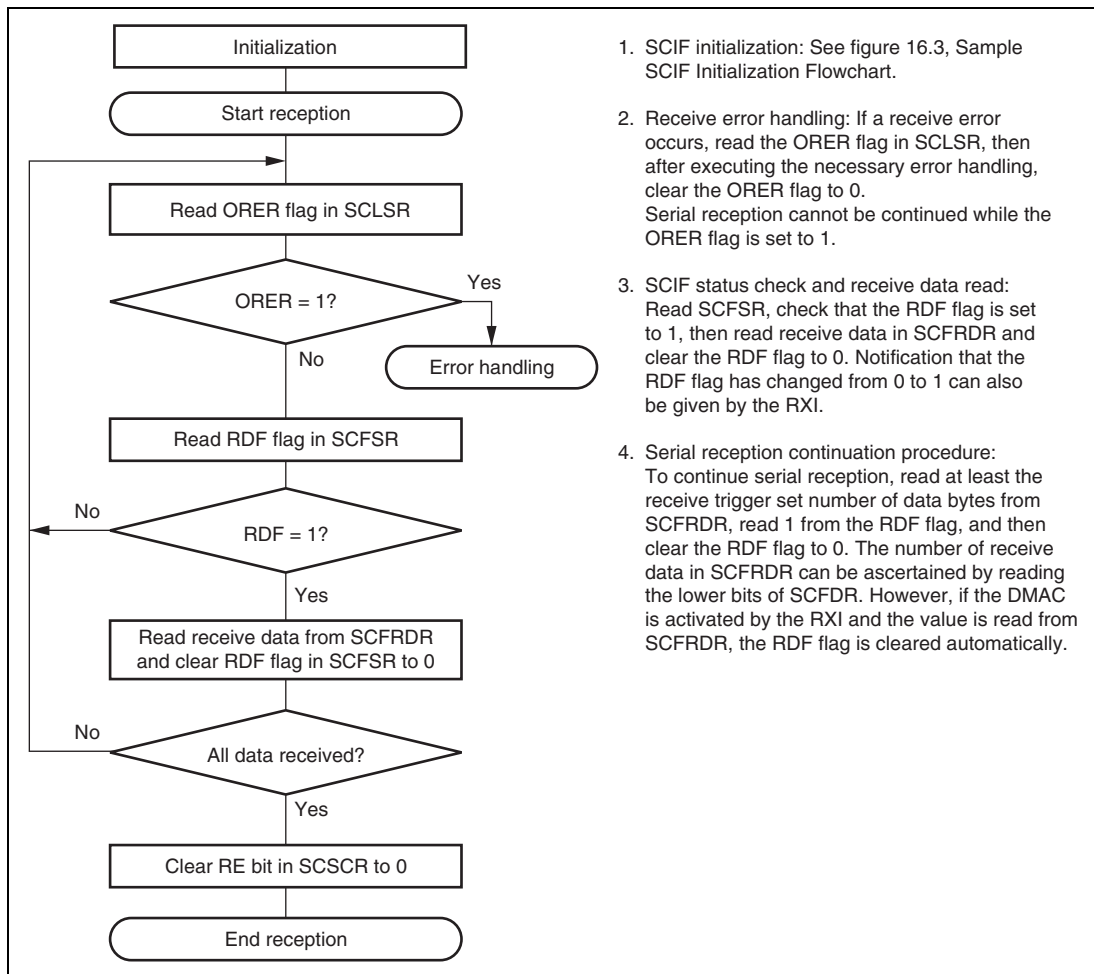 Initialization
Start reception
Read ORER flag in SCLSR
ORER = 1?
Yes
No
Error handling
Read RDF flag in SCFSR
No
RDF = 1?
Yes
Read receive data from SCFRDR
and clear RDF flag in SCFSR to 0
No
All data received?
Yes
Clear RE bit in SCSCR to 0
End reception
1. SCIF initialization: See figure 16.3, Sample
SCIF Initialization Flowchart.
2. Receive error handling: If a receive error
occurs, read the ORER flag in SCLSR, then
after executing the necessary error handling,
clear the ORER flag to 0.
Serial reception cannot be continued while the
ORER flag is set to 1.
3. SCIF status check and receive data read:
Read SCFSR, check that the RDF flag is set
to 1, then read receive data in SCFRDR and
clear the RDF flag to 0. Notification that the
RDF flag has changed from 0 to 1 can also
be given by the RXI.
4. Serial reception continuation procedure:
To continue serial reception, read at least the
receive trigger set number of data bytes from
SCFRDR, read 1 from the RDF flag, and then
clear the RDF flag to 0. The number of receive
data in SCFRDR can be ascertained by reading
the lower bits of SCFDR. However, if the DMAC
is activated by the RXI and the value is read from
SCFRDR, the RDF flag is cleared automatically.